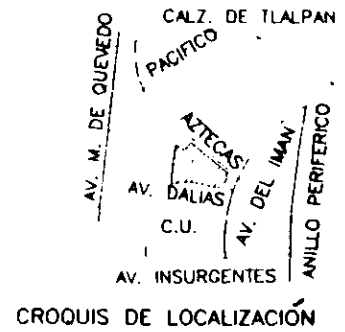 CALZ. DE TLALPAN
PACIFICO
AV. M. DE QUEVEDO
AZTECAS
AV. DALIAS
C.U.
AV. DEL IMAN
ANILLO PERIFERICO
AV. INSURGENTES
CROQUIS DE LOCALIZACIÓN